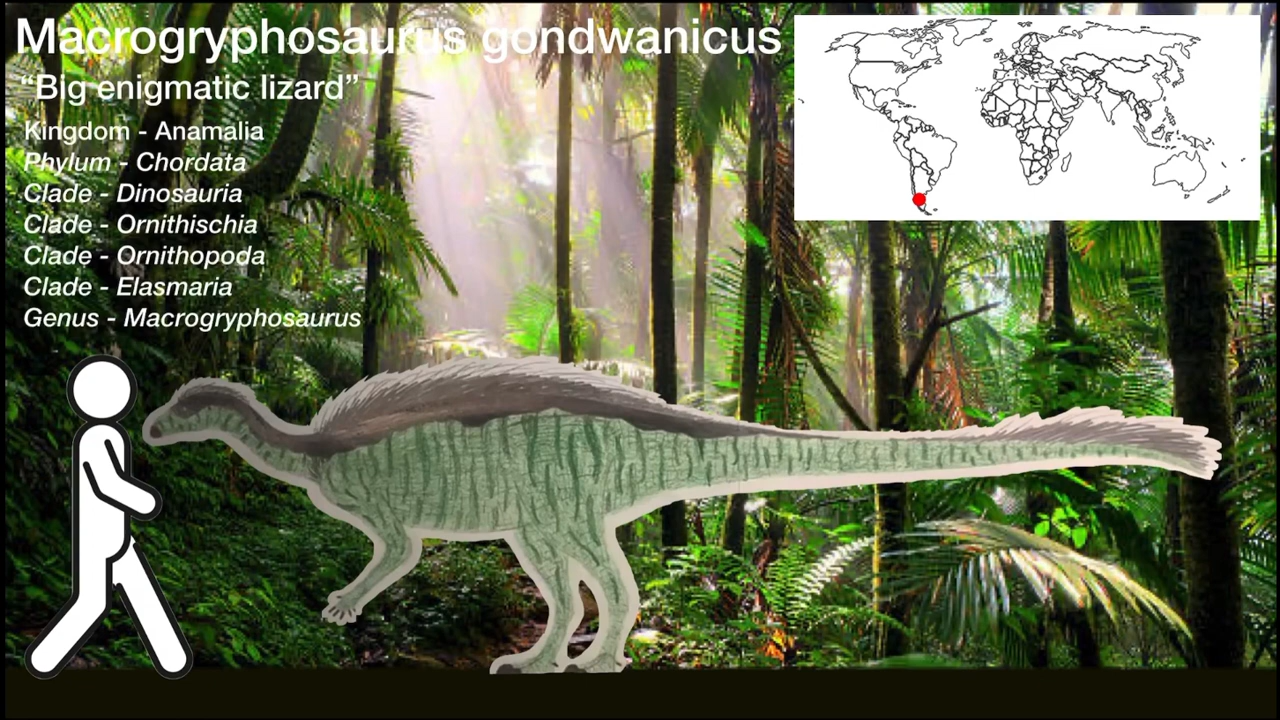 Macrogryphosaurus gondwanicus
“Big enigmatic lizard”
Kingdom - Anamalia
Phylum - Chordata
Clade - Dinosauria
Clade - Ornithischia
Clade - Ornithopoda
Clade - Elasmaria
Genus - Macrogryphosaurus